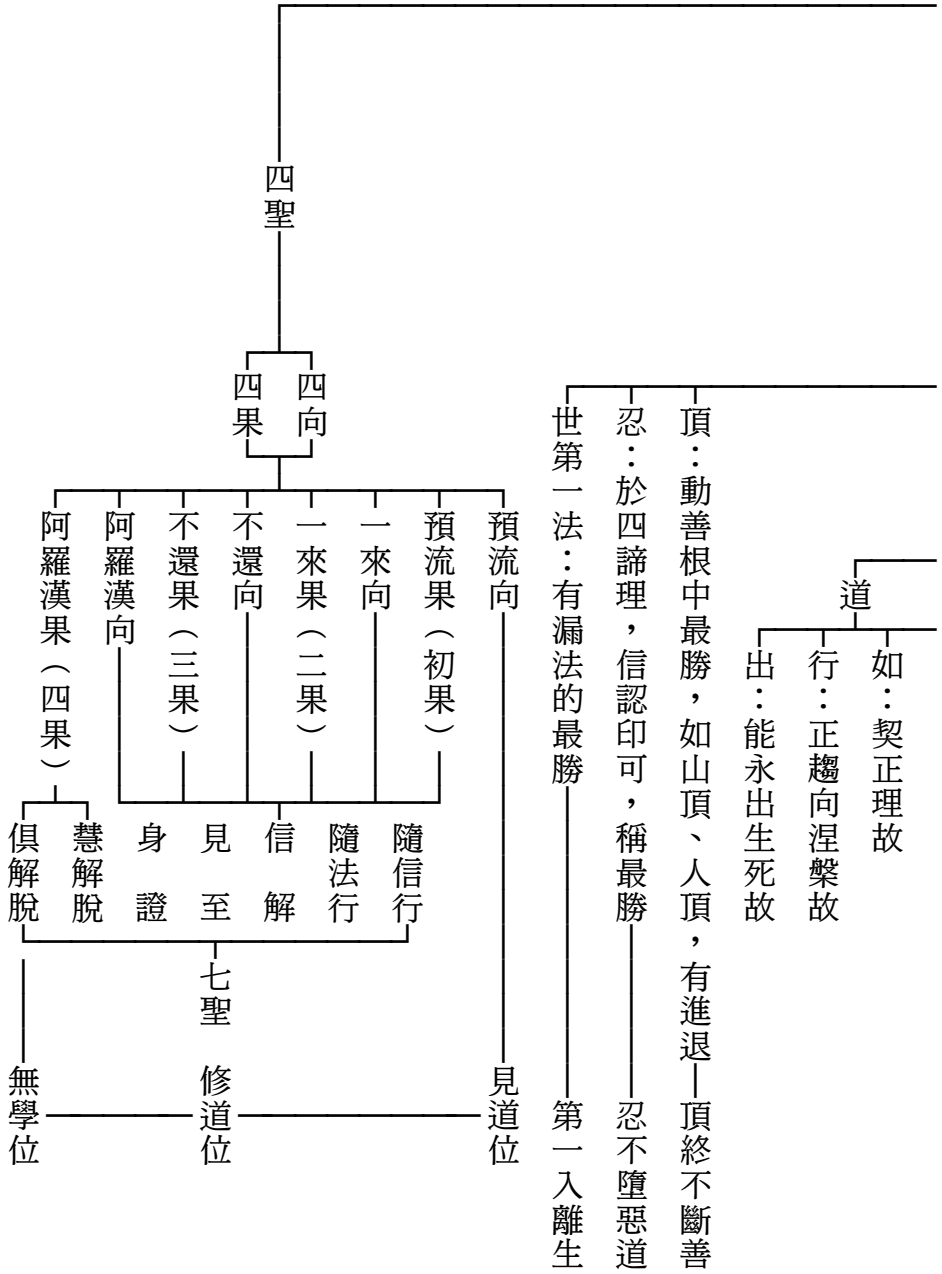 道
如：契正理故
行：正趨向涅槃故
出：能永出生死故
頂：動善根中最勝，如山頂、人頂，有進退
頂終不斷善
忍：於四諦理，信認印可，稱最勝
忍不墮惡道
世第一法：有漏法的最勝
第一入離生
四聖
四向
四果
預流向
預流果（初果）
一來向
一來果（二果）
不還向
不還果（三果）
阿羅漢向
阿羅漢果（四果）
隨信行
隨法行
信解
見至
身證
慧解脫
俱解脫
七聖
見道位
修道位
無學位